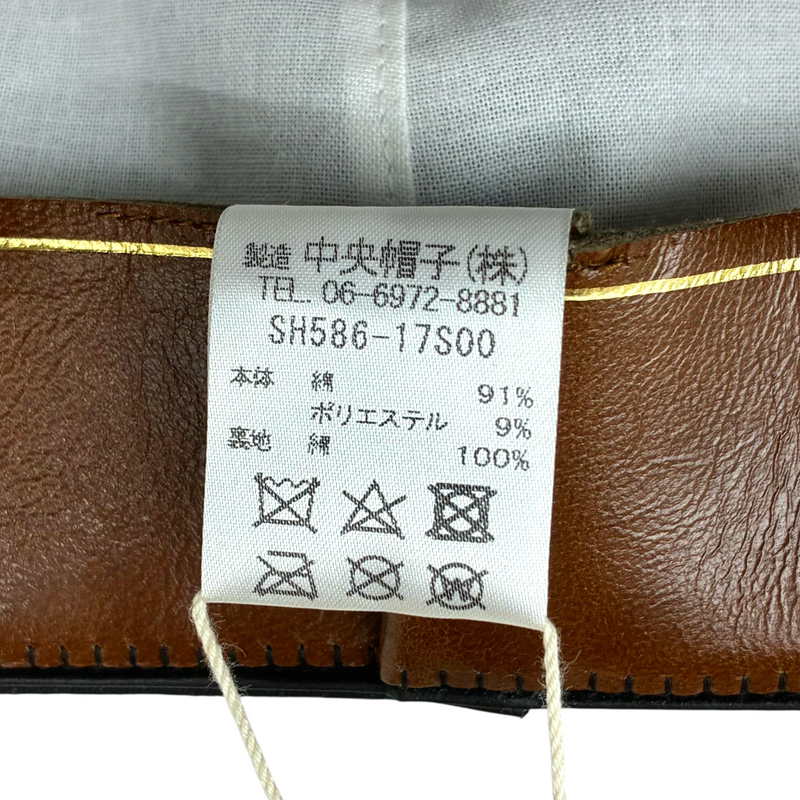 製造 中央帽子(株)
TEL. 06-6972-8881
SH586-17S00
本体 綿 91%
ポリエステル 9%
裏地 綿 100%